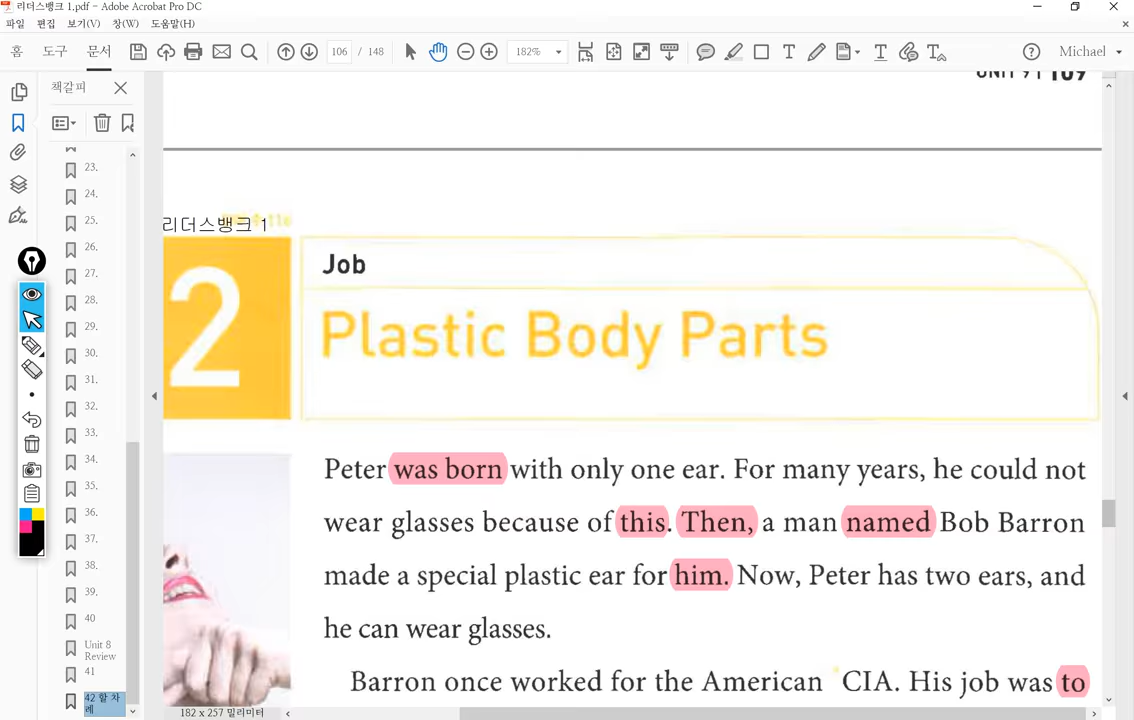 리더스뱅크 1.pdf - Adobe Acrobat Pro DC
파일 편집 보기(V) 창(W) 도움말(H)
홈 도구 문서 106 / 148 182% Michael
책갈피
23.
24.
25.
26.
27.
28.
29.
30.
31.
32.
33.
34.
35.
36.
37.
38.
39.
40
Unit 8
Review
41
42 할 차
례
UNIT 9 | 109
리더스뱅크 1
2
Job
Plastic Body Parts
Peter was born with only one ear. For many years, he could not
wear glasses because of this. Then, a man named Bob Barron
made a special plastic ear for him. Now, Peter has two ears, and
he can wear glasses.
Barron once worked for the American CIA. His job was to
182 x 257 밀리미터